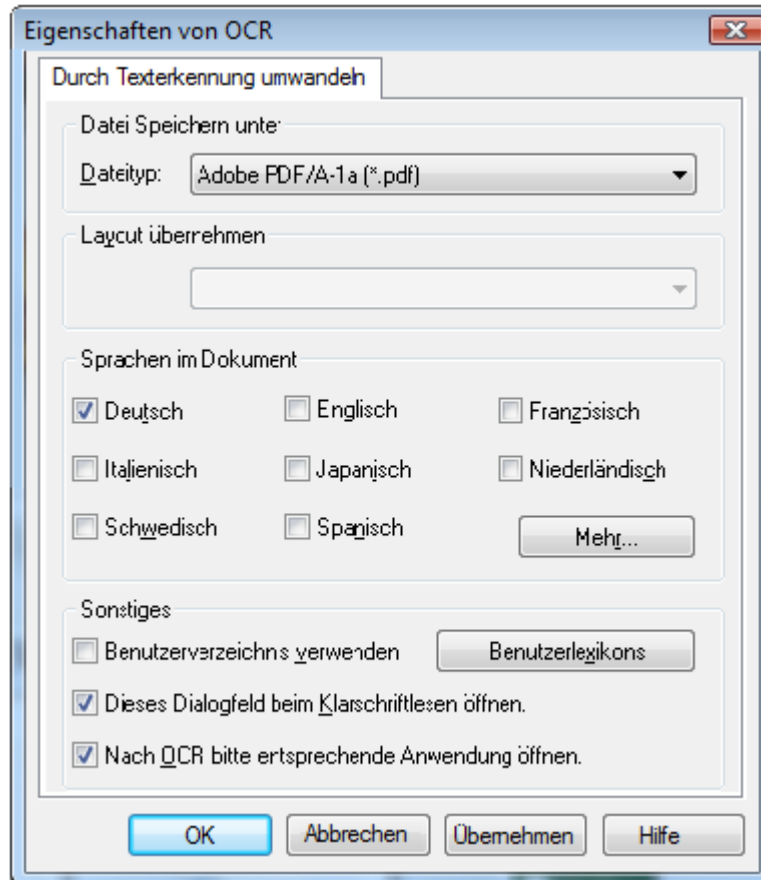 Eigenschaften von OCR
Durch Texterkennung umwandeln
Datei Speichern unter
Dateityp: Adobe PDF/A-1a (*.pdf)
Layout übernehmen
Sprachen im Dokument
Deutsch Englisch Französisch
Italienisch Japanisch Niederländisch
Schwedisch Spanisch Mehr...
Sonstiges
Benutzerverzeichnis verwenden Benutzerlexikons
Dieses Dialogfeld beim Klarschriftlesen öffnen.
Nach OCR bitte entsprechende Anwendung öffnen.
OK Abbrechen Übernehmen Hilfe